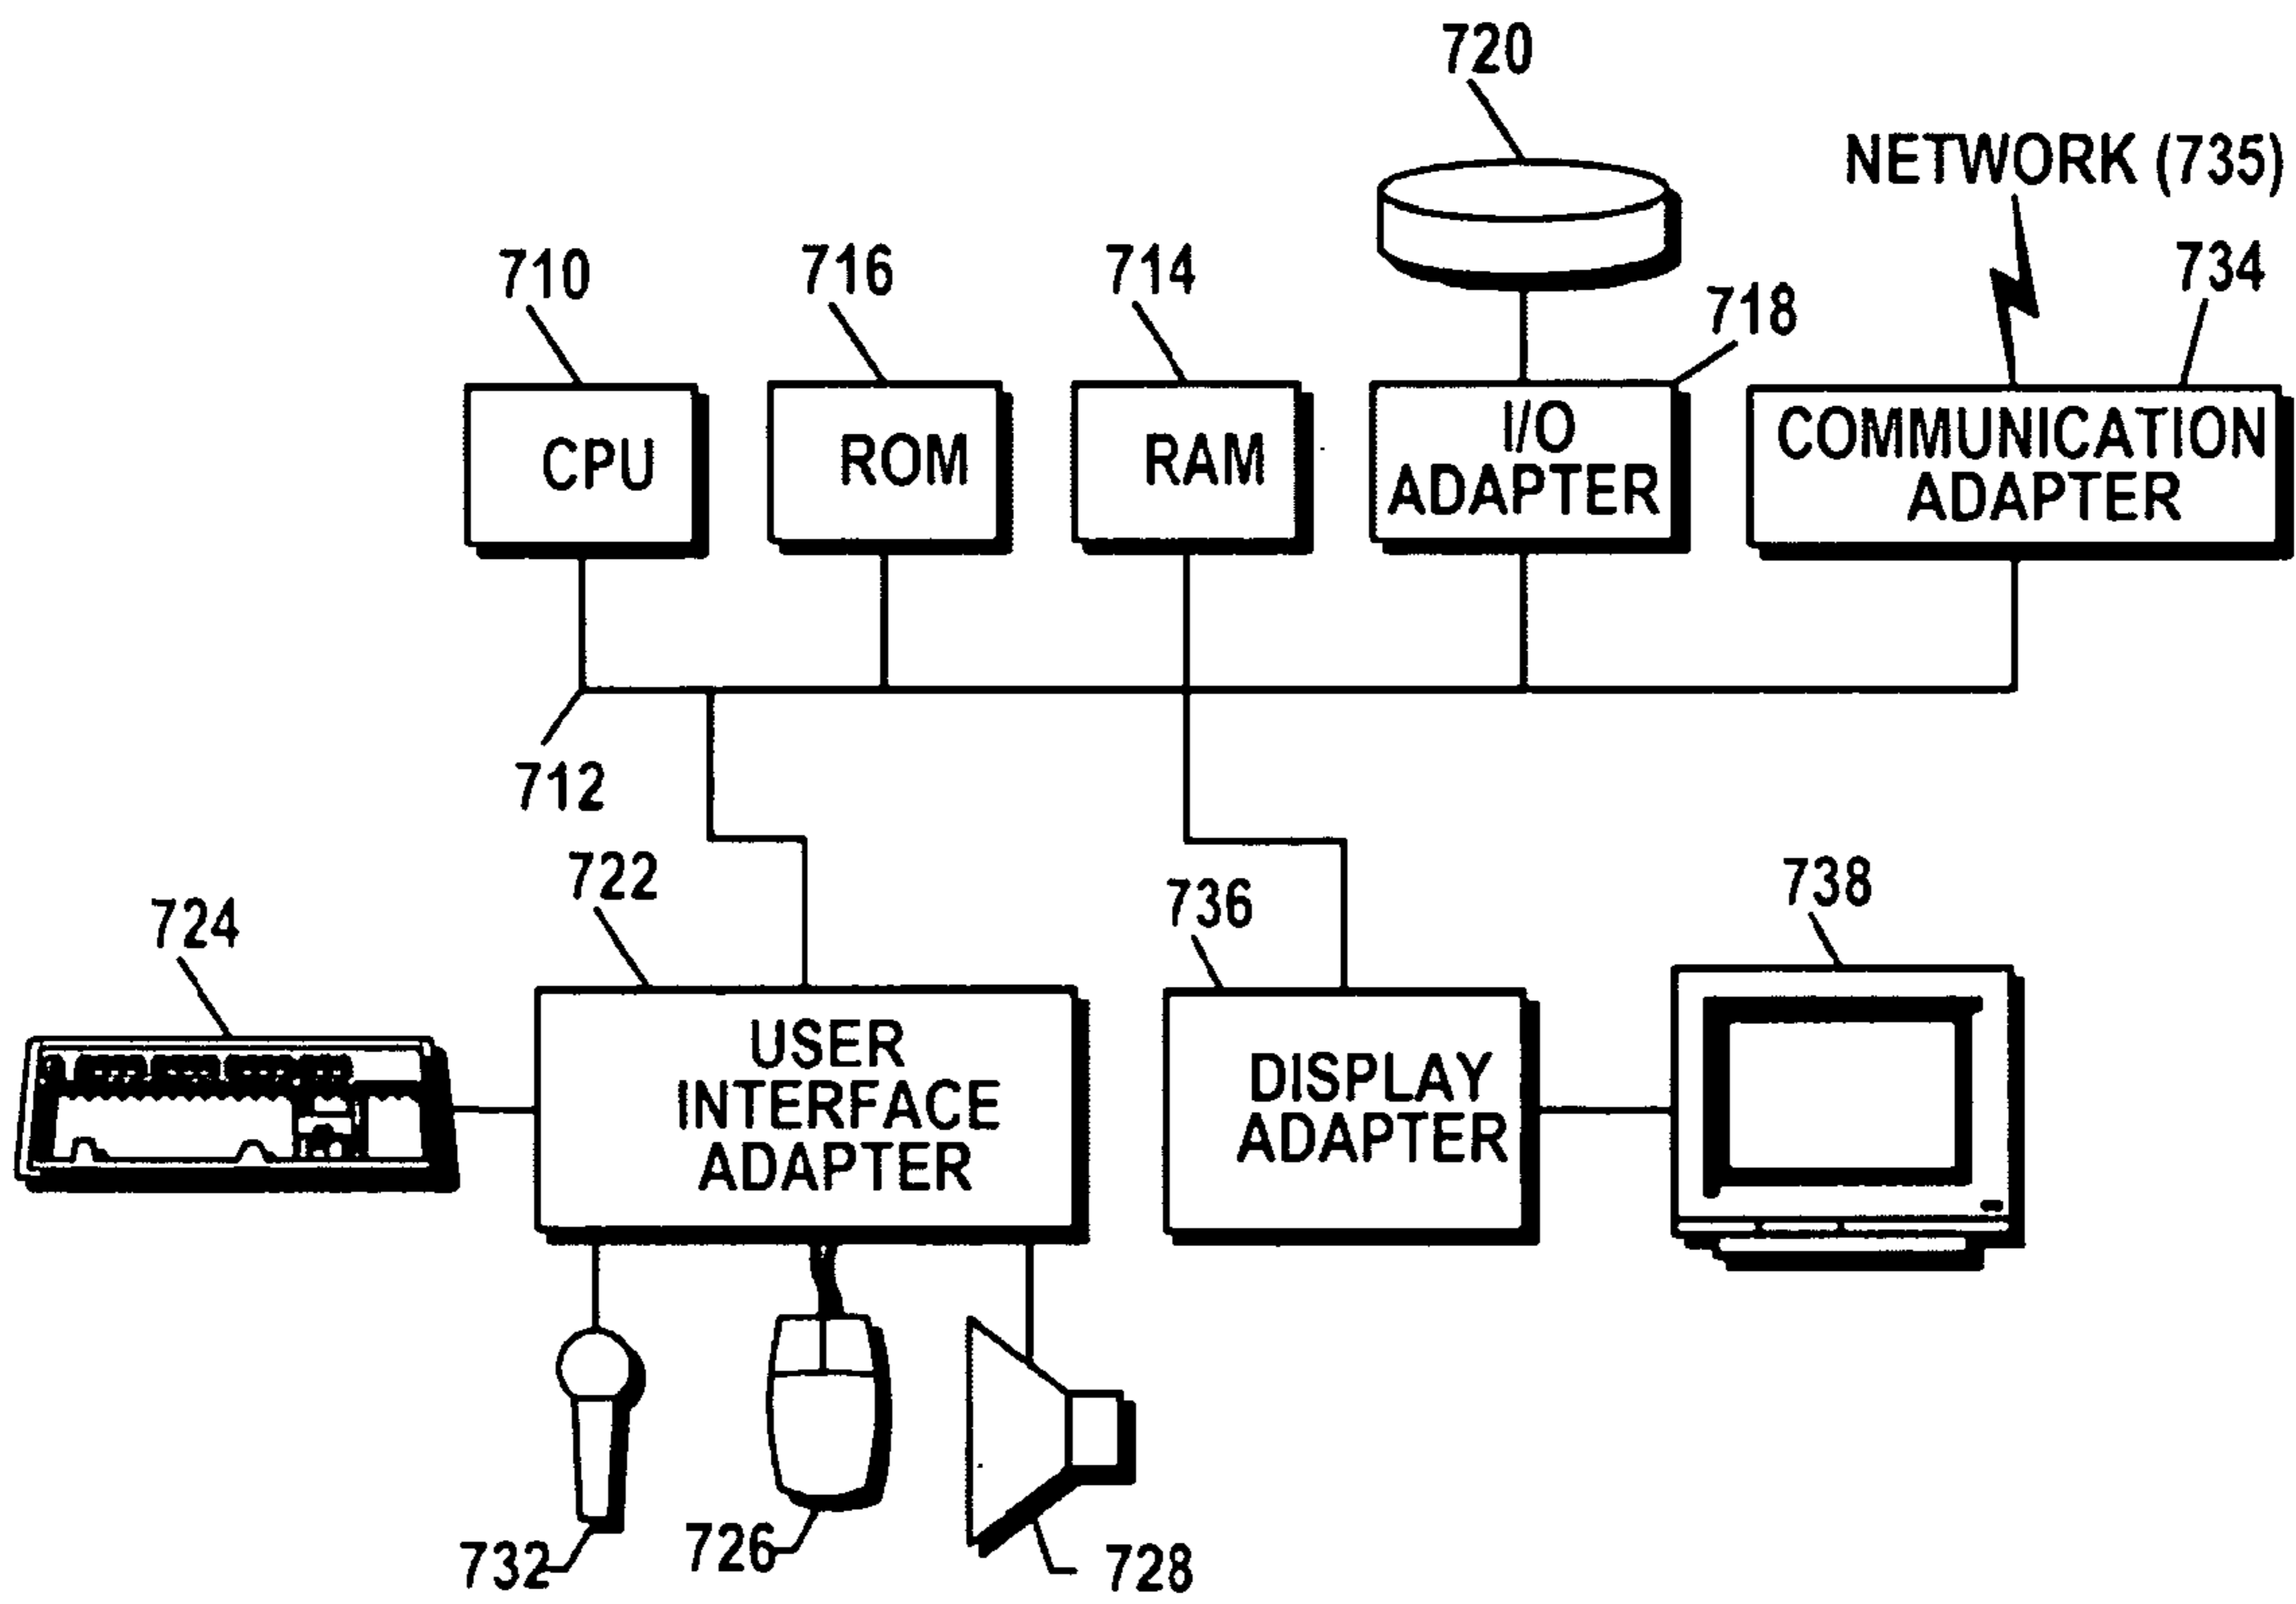 720
NETWORK (735)
710
716
714
718
734
CPU
ROM
RAM
I/O
ADAPTER
COMMUNICATION
ADAPTER
712
722
736
738
724
USER
INTERFACE
ADAPTER
DISPLAY
ADAPTER
732
726
728